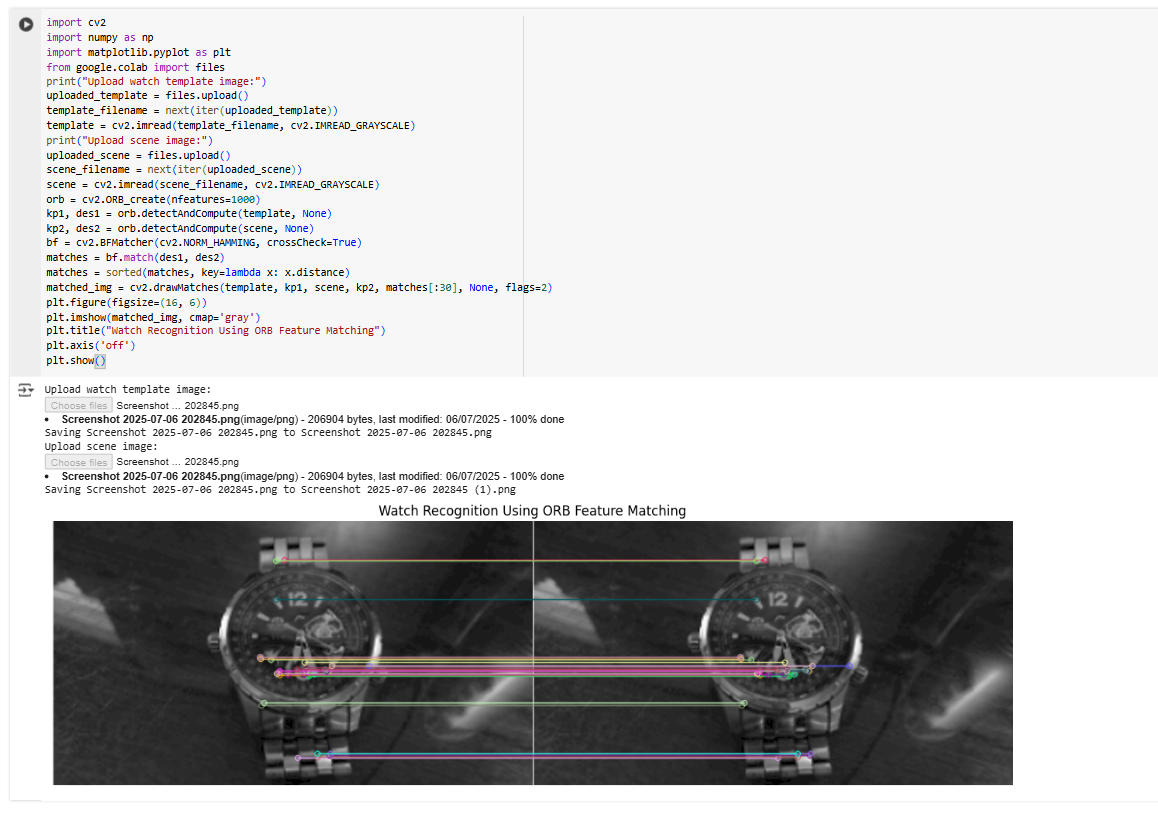 import cv2
import numpy as np
import matplotlib.pyplot as plt
from google.colab import files
print("Upload watch template image:")
uploaded_template = files.upload()
template_filename = next(iter(uploaded_template))
template = cv2.imread(template_filename, cv2.IMREAD_GRAYSCALE)
print("Upload scene image:")
uploaded_scene = files.upload()
scene_filename = next(iter(uploaded_scene))
scene = cv2.imread(scene_filename, cv2.IMREAD_GRAYSCALE)
orb = cv2.ORB_create(nfeatures=1000)
kp1, des1 = orb.detectAndCompute(template, None)
kp2, des2 = orb.detectAndCompute(scene, None)
bf = cv2.BFMatcher(cv2.NORM_HAMMING, crossCheck=True)
matches = bf.match(des1, des2)
matches = sorted(matches, key=lambda x: x.distance)
matched_img = cv2.drawMatches(template, kp1, scene, kp2, matches[:30], None, flags=2)
plt.figure(figsize=(16, 6))
plt.imshow(matched_img, cmap='gray')
plt.title("Watch Recognition Using ORB Feature Matching")
plt.axis('off')
plt.show()
Upload watch template image:
Choose files Screenshot ... 202845.png
• Screenshot 2025-07-06 202845.png(image/png) - 206904 bytes, last modified: 06/07/2025 - 100% done
Saving Screenshot 2025-07-06 202845.png to Screenshot 2025-07-06 202845.png
Upload scene image:
Choose files Screenshot ... 202845.png
• Screenshot 2025-07-06 202845.png(image/png) - 206904 bytes, last modified: 06/07/2025 - 100% done
Saving Screenshot 2025-07-06 202845.png to Screenshot 2025-07-06 202845 (1).png
Watch Recognition Using ORB Feature Matching
12 12